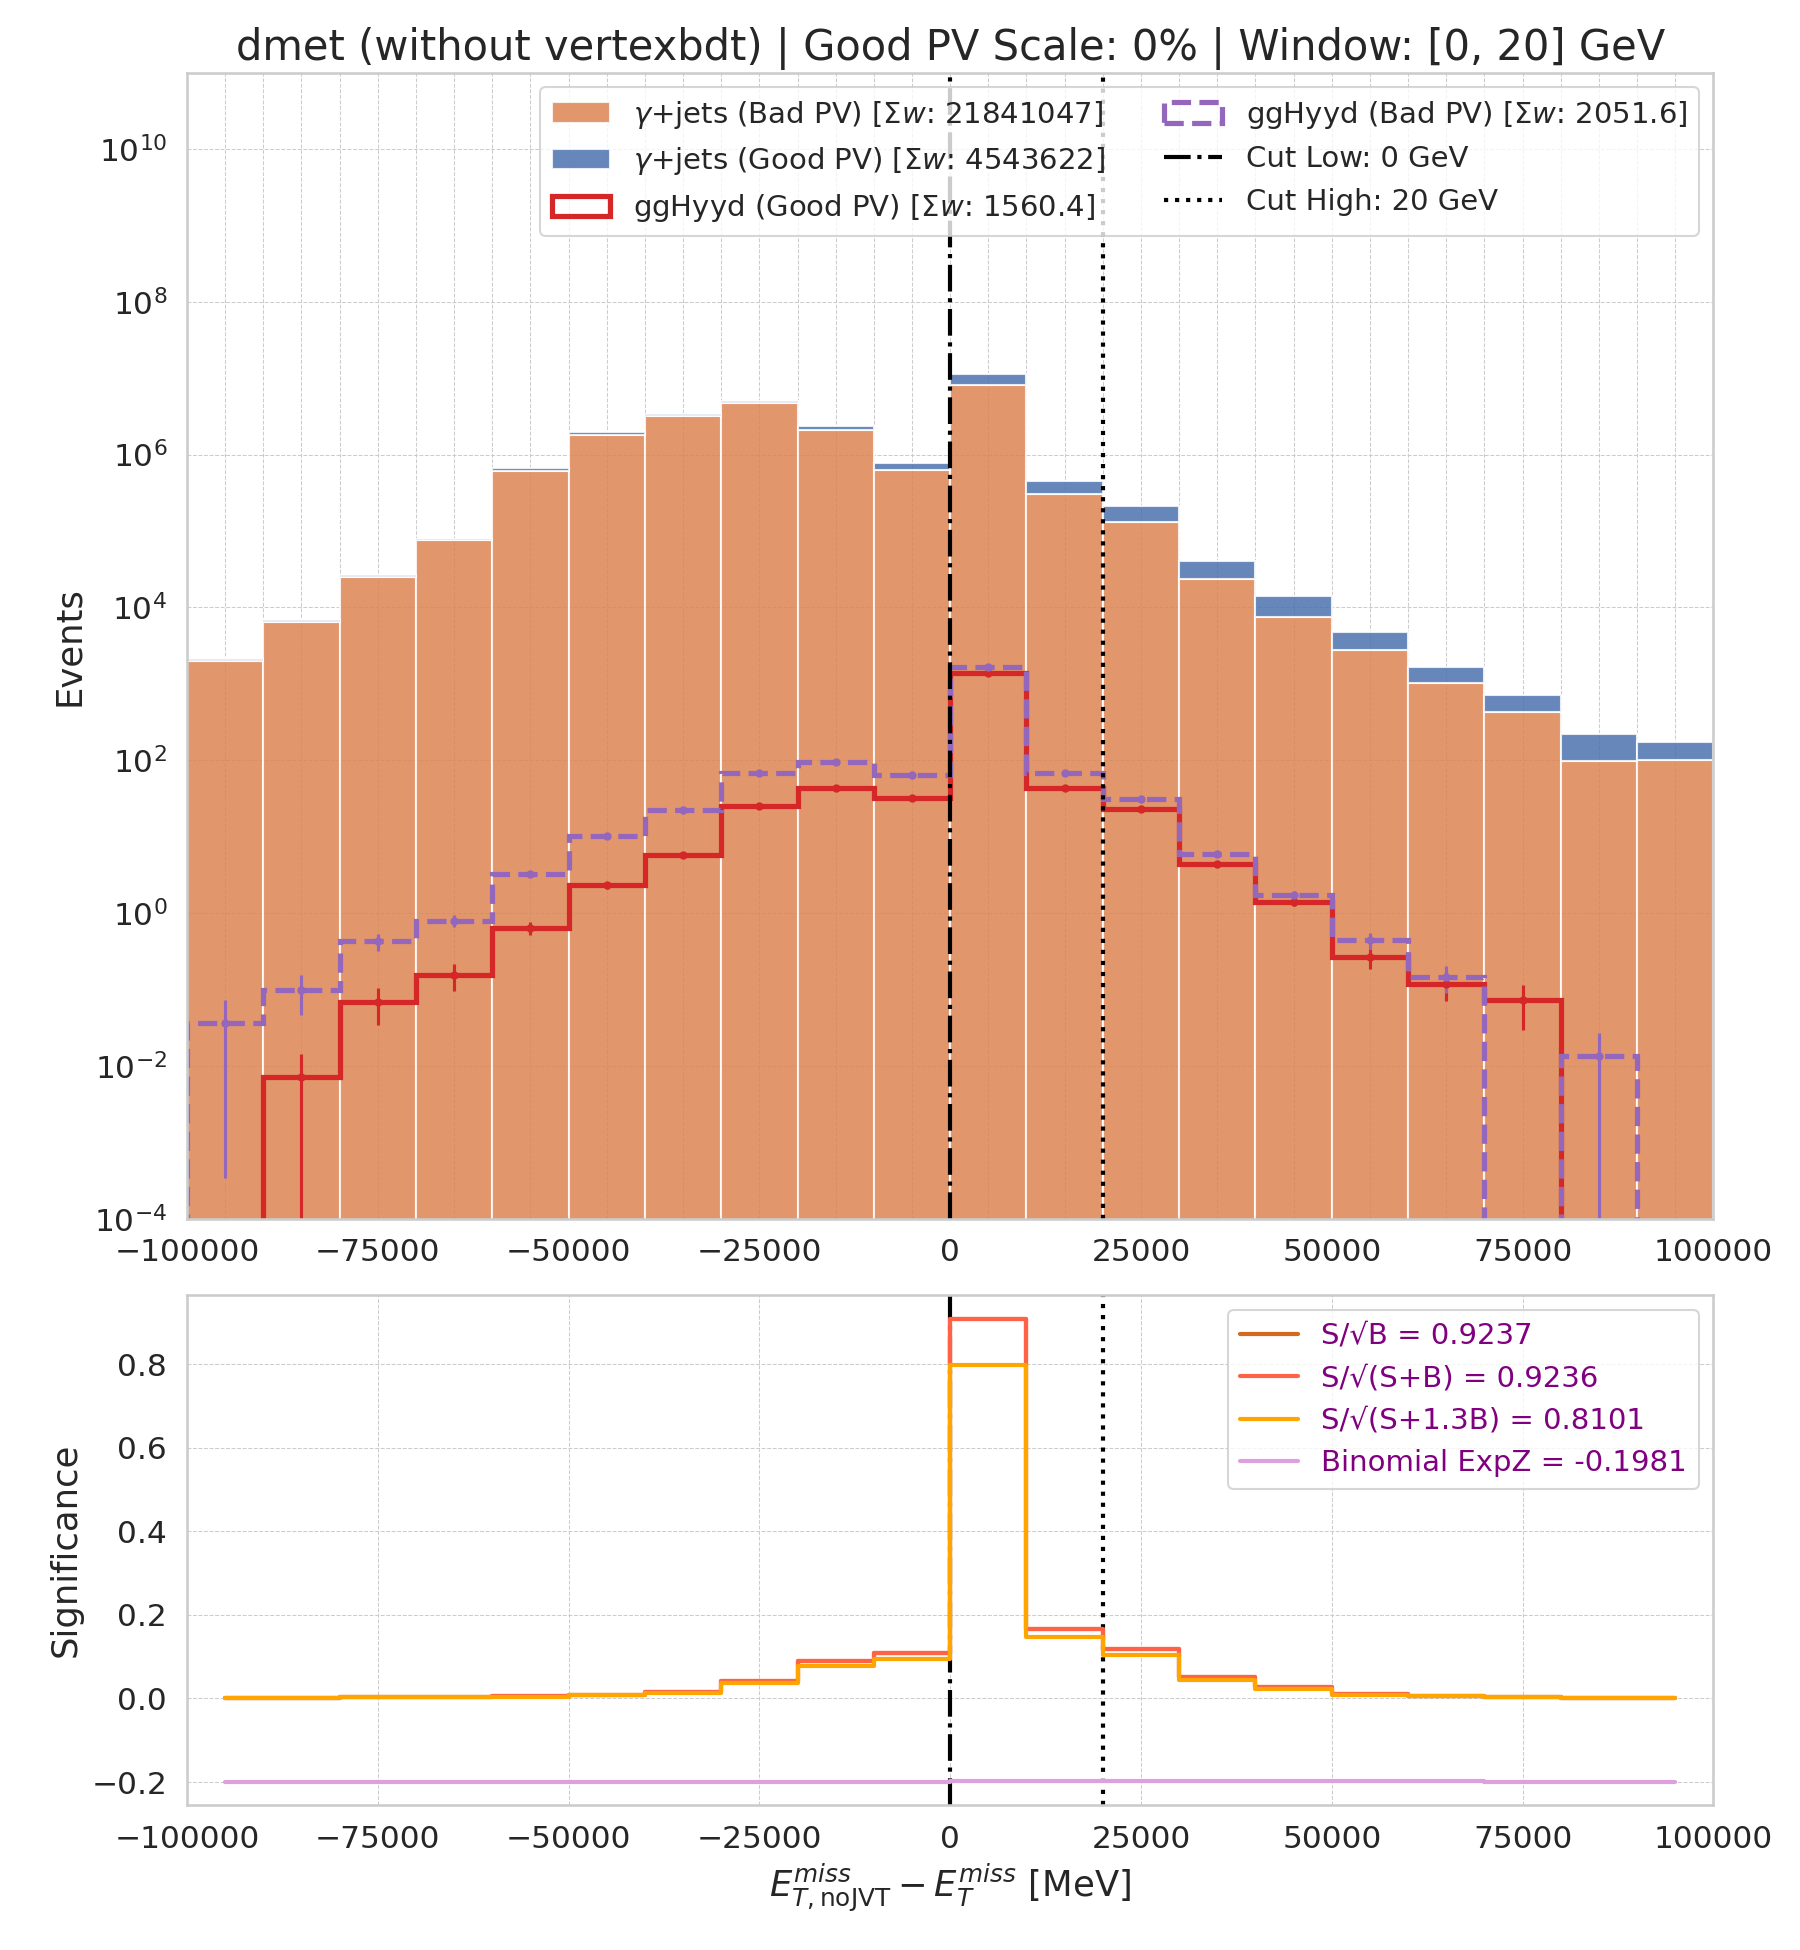 dmet (without vertexbdt) | Good PV Scale: 0% | Window: [0, 20] GeV
γ+jets (Bad PV) [Σw: 21841047]
γ+jets (Good PV) [Σw: 4543622]
ggHyyd (Good PV) [Σw: 1560.4]
ggHyyd (Bad PV) [Σw: 2051.6]
Cut Low: 0 GeV
Cut High: 20 GeV
Events
10^10
10^8
10^6
10^4
10^2
10^0
10^−2
10^−4
−100000 −75000 −50000 −25000 0 25000 50000 75000 100000
S/√B = 0.9237
S/√(S+B) = 0.9236
S/√(S+1.3B) = 0.8101
Binomial ExpZ = -0.1981
Significance
0.8
0.6
0.4
0.2
0.0
−0.2
−100000 −75000 −50000 −25000 0 25000 50000 75000 100000
E_{T, noJVT}^{miss} − E_T^{miss} [MeV]